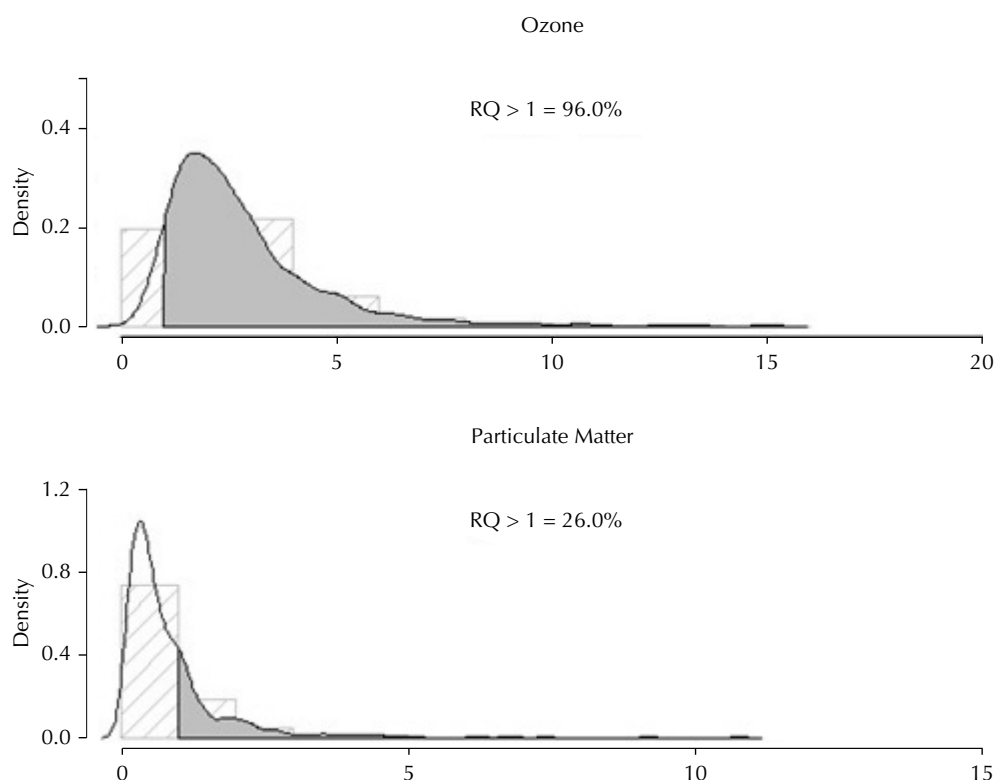 Ozone
RQ > 1 = 96.0%
Density
0.4
0.2
0.0
0 5 10 15 20
Particulate Matter
RQ > 1 = 26.0%
Density
1.2
0.8
0.4
0.0
0 5 10 15